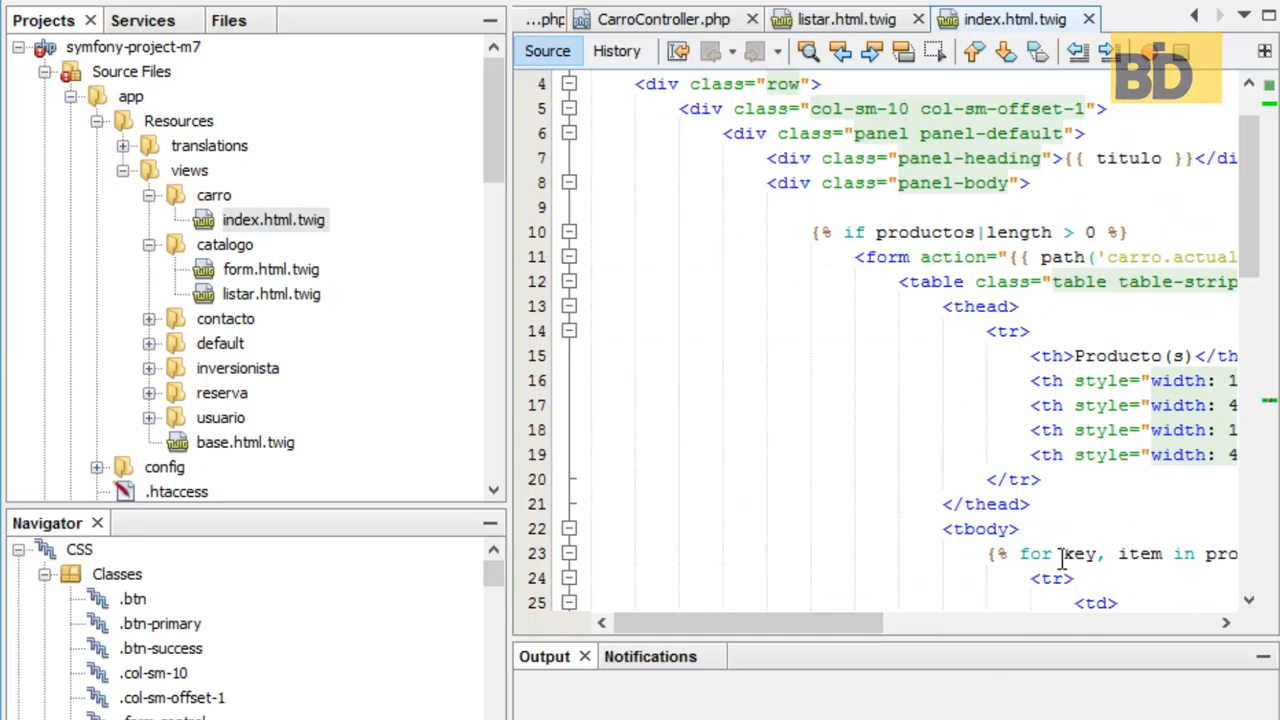 Projects
Services
Files
symfony-project-m7
Source Files
app
Resources
translations
views
carro
index.html.twig
catalogo
form.html.twig
listar.html.twig
contacto
default
inversionista
reserva
usuario
base.html.twig
config
.htaccess
Navigator
CSS
Classes
.btn
.btn-primary
.btn-success
.col-sm-10
.col-sm-offset-1
...php
CarroController.php
listar.html.twig
index.html.twig
Source
History
BD
4 <div class="row">
5 <div class="col-sm-10 col-sm-offset-1">
6 <div class="panel panel-default">
7 <div class="panel-heading">{{ titulo }}</di
8 <div class="panel-body">
9
10 {% if productos|length > 0 %}
11 <form action="{{ path('carro.actual
12 <table class="table table-strip
13 <thead>
14 <tr>
15 <th>Producto(s)</th
16 <th style="width: 1
17 <th style="width: 4
18 <th style="width: 1
19 <th style="width: 4
20 </tr>
21 </thead>
22 <tbody>
23 {% for key, item in pro
24 <tr>
25 <td>
Output
Notifications